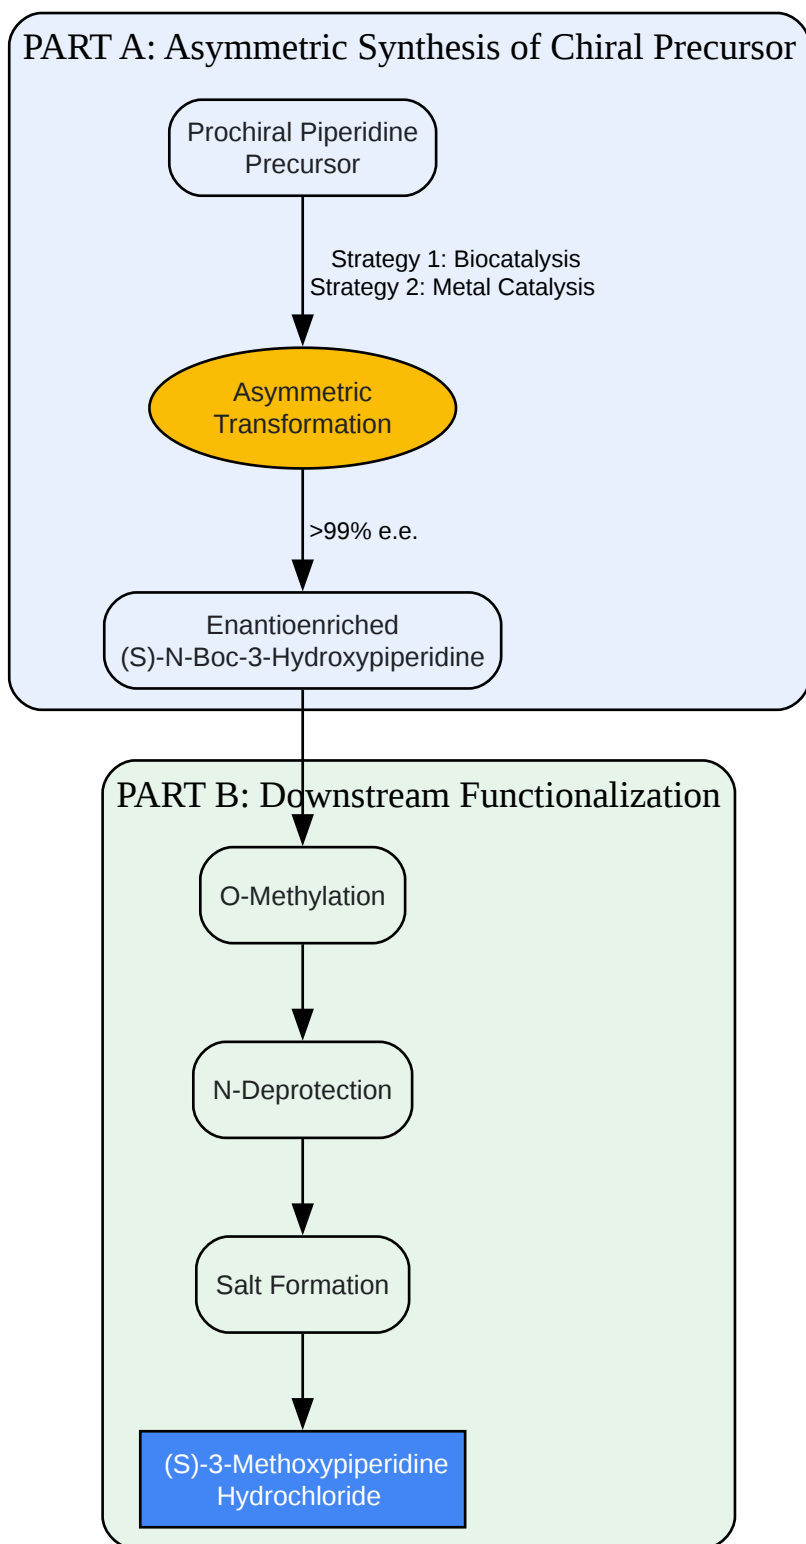 PART A: Asymmetric Synthesis of Chiral Precursor
Prochiral Piperidine
Precursor
Strategy 1: Biocatalysis
Strategy 2: Metal Catalysis
Asymmetric
Transformation
>99% e.e.
Enantioenriched
(S)-N-Boc-3-Hydroxypiperidine
PART B: Downstream Functionalization
O-Methylation
N-Deprotection
Salt Formation
(S)-3-Methoxypiperidine
Hydrochloride